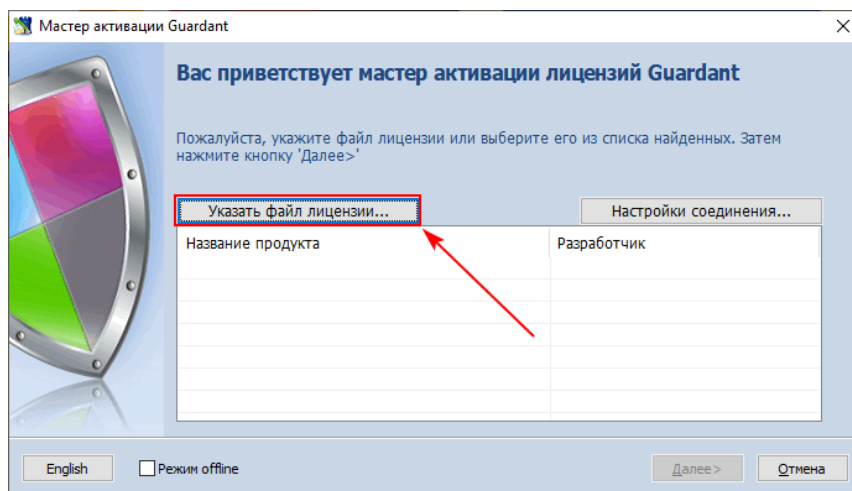 Мастер активации Guardant
Вас приветствует мастер активации лицензий Guardant
Пожалуйста, укажите файл лицензии или выберите его из списка найденных. Затем
нажмите кнопку 'Далее>'
Указать файл лицензии... Настройки соединения...
Название продукта Разработчик
English Режим offline Далее> Отмена